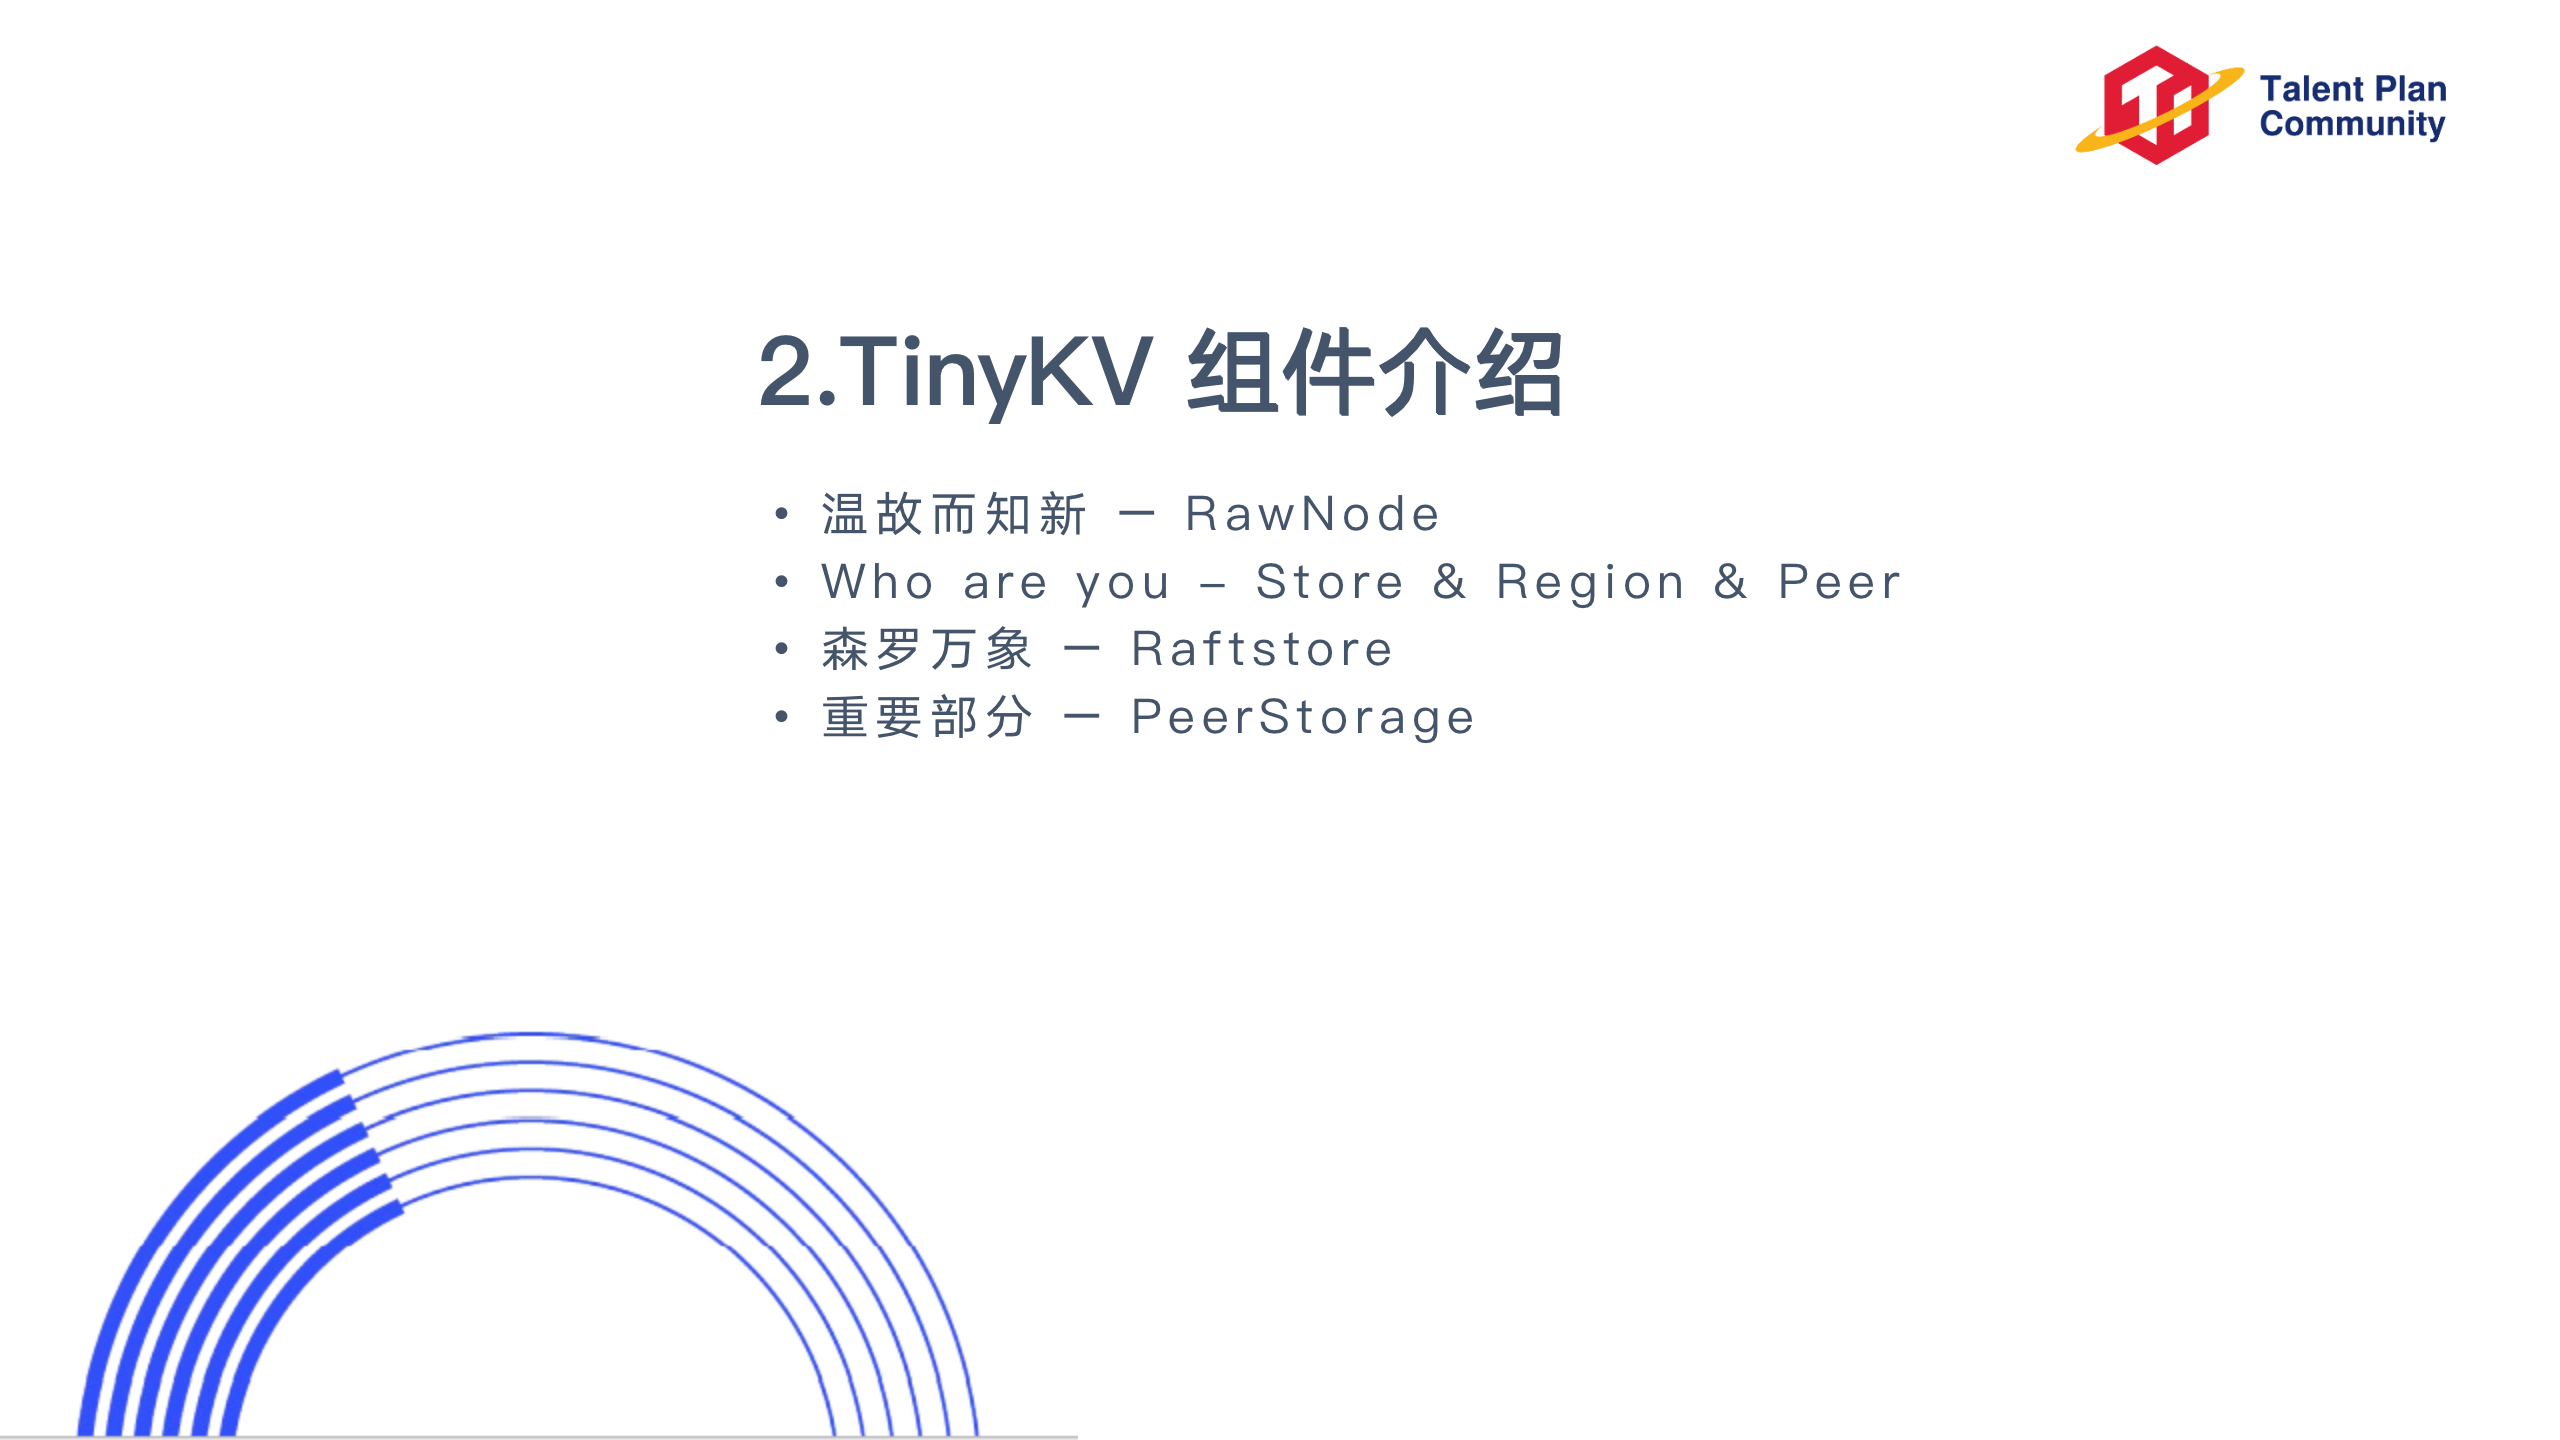 Talent Plan
Community
2.TinyKV 组件介绍
• 温故而知新 — RawNode
• Who are you – Store & Region & Peer
• 森罗万象 — Raftstore
• 重要部分 — PeerStorage